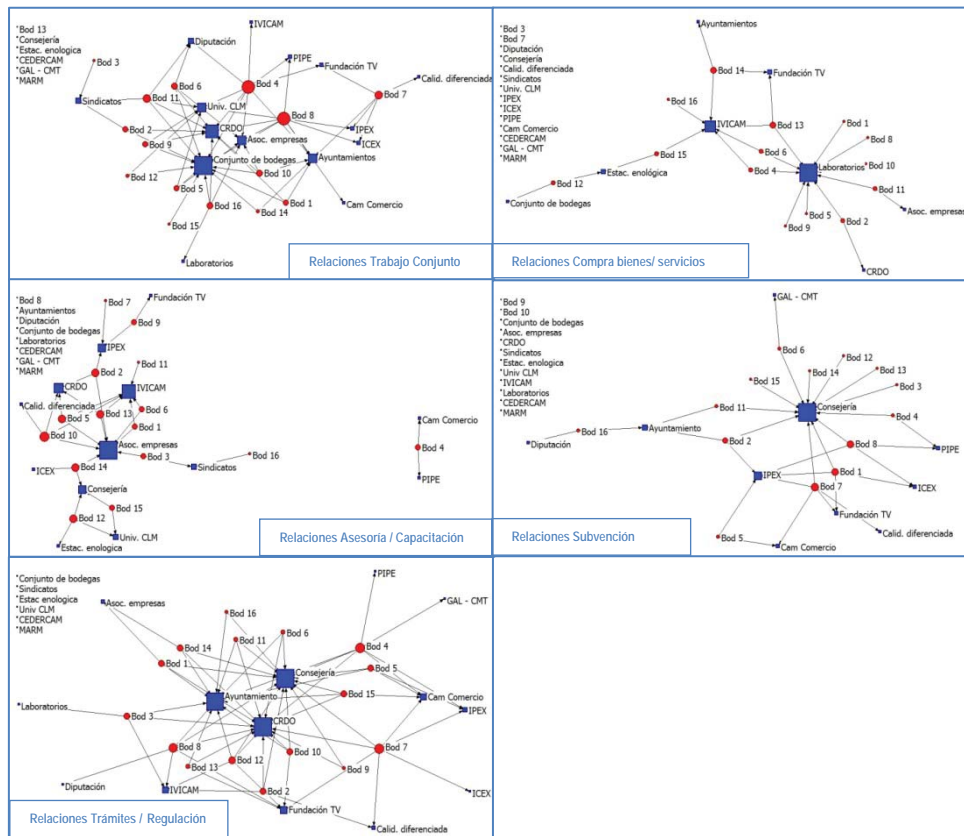 Bod 13
Consejería
Estac. enologica
CEDERCAM
GAL - CMT
MARM
IVICAM
Diputación
PIPE
Bod 3
Fundación TV
Bod 6
Bod 4
Calid. diferenciada
Sindicatos
Bod 11
Bod 7
Univ. CLM
Bod 8
Bod 2
CRDO
IPEX
Bod 9
Asoc. empresas
ICEX
Conjunto de bodegas
Ayuntamientos
Bod 12
Bod 10
Bod 5
Bod 16
Bod 14
Bod 1
Cam Comercio
Bod 15
Laboratorios
Relaciones Trabajo Conjunto
Bod 3
Bod 7
Diputación
Consejería
Calid. diferenciada
Sindicatos
Univ. CLM
IPEX
ICEX
PIPE
Cam Comercio
CEDERCAM
GAL - CMT
MARM
Ayuntamientos
Bod 14
Fundación TV
Bod 16
IVICAM
Bod 13
Bod 1
Bod 8
Bod 15
Bod 6
Bod 4
Laboratorios
Bod 10
Estac. enológica
Bod 12
Bod 11
Conjunto de bodegas
Bod 5
Bod 9
Bod 2
Asoc. empresas
CRDO
Relaciones Compra bienes/ servicios
Bod 8
Ayuntamientos
Diputación
Conjunto de bodegas
Laboratorios
CEDERCAM
GAL - CMT
MARM
Bod 7
Fundación TV
Bod 9
IPEX
Bod 11
Bod 2
CRDO
IVICAM
Calid. diferenciada
Bod 5
Bod 13
Bod 6
Bod 1
Bod 10
Asoc. empresas
Bod 3
Bod 16
Sindicatos
ICEX
Bod 14
Consejería
Bod 12
Bod 15
Univ. CLM
Estac. enologica
Cam Comercio
Bod 4
PIPE
Relaciones Asesoría / Capacitación
Bod 9
Bod 10
Conjunto de bodegas
Asoc. empresas
CRDO
Sindicatos
Estac. enologica
Univ CLM
IVICAM
Laboratorios
CEDERCAM
MARM
GAL - CMT
Bod 6
Bod 12
Bod 14
Bod 13
Bod 15
Bod 3
Bod 11
Consejería
Bod 4
Bod 16
Ayuntamiento
Diputación
Bod 2
Bod 8
PIPE
IPEX
Bod 1
Bod 7
ICEX
Fundación TV
Bod 5
Calid. diferenciada
Cam Comercio
Relaciones Subvención
Conjunto de bodegas
Sindicatos
Estac enologica
Univ CLM
CEDERCAM
MARM
PIPE
Asoc. empresas
GAL - CMT
Bod 16
Bod 11
Bod 6
Bod 14
Bod 4
Bod 1
Consejería
Bod 5
Ayuntamiento
Bod 15
Cam Comercio
Laboratorios
Bod 3
CRDO
IPEX
Bod 8
Bod 10
Bod 7
Bod 12
Bod 13
Bod 9
Diputación
IVICAM
Bod 2
ICEX
Fundación TV
Calid. diferenciada
Relaciones Trámites / Regulación